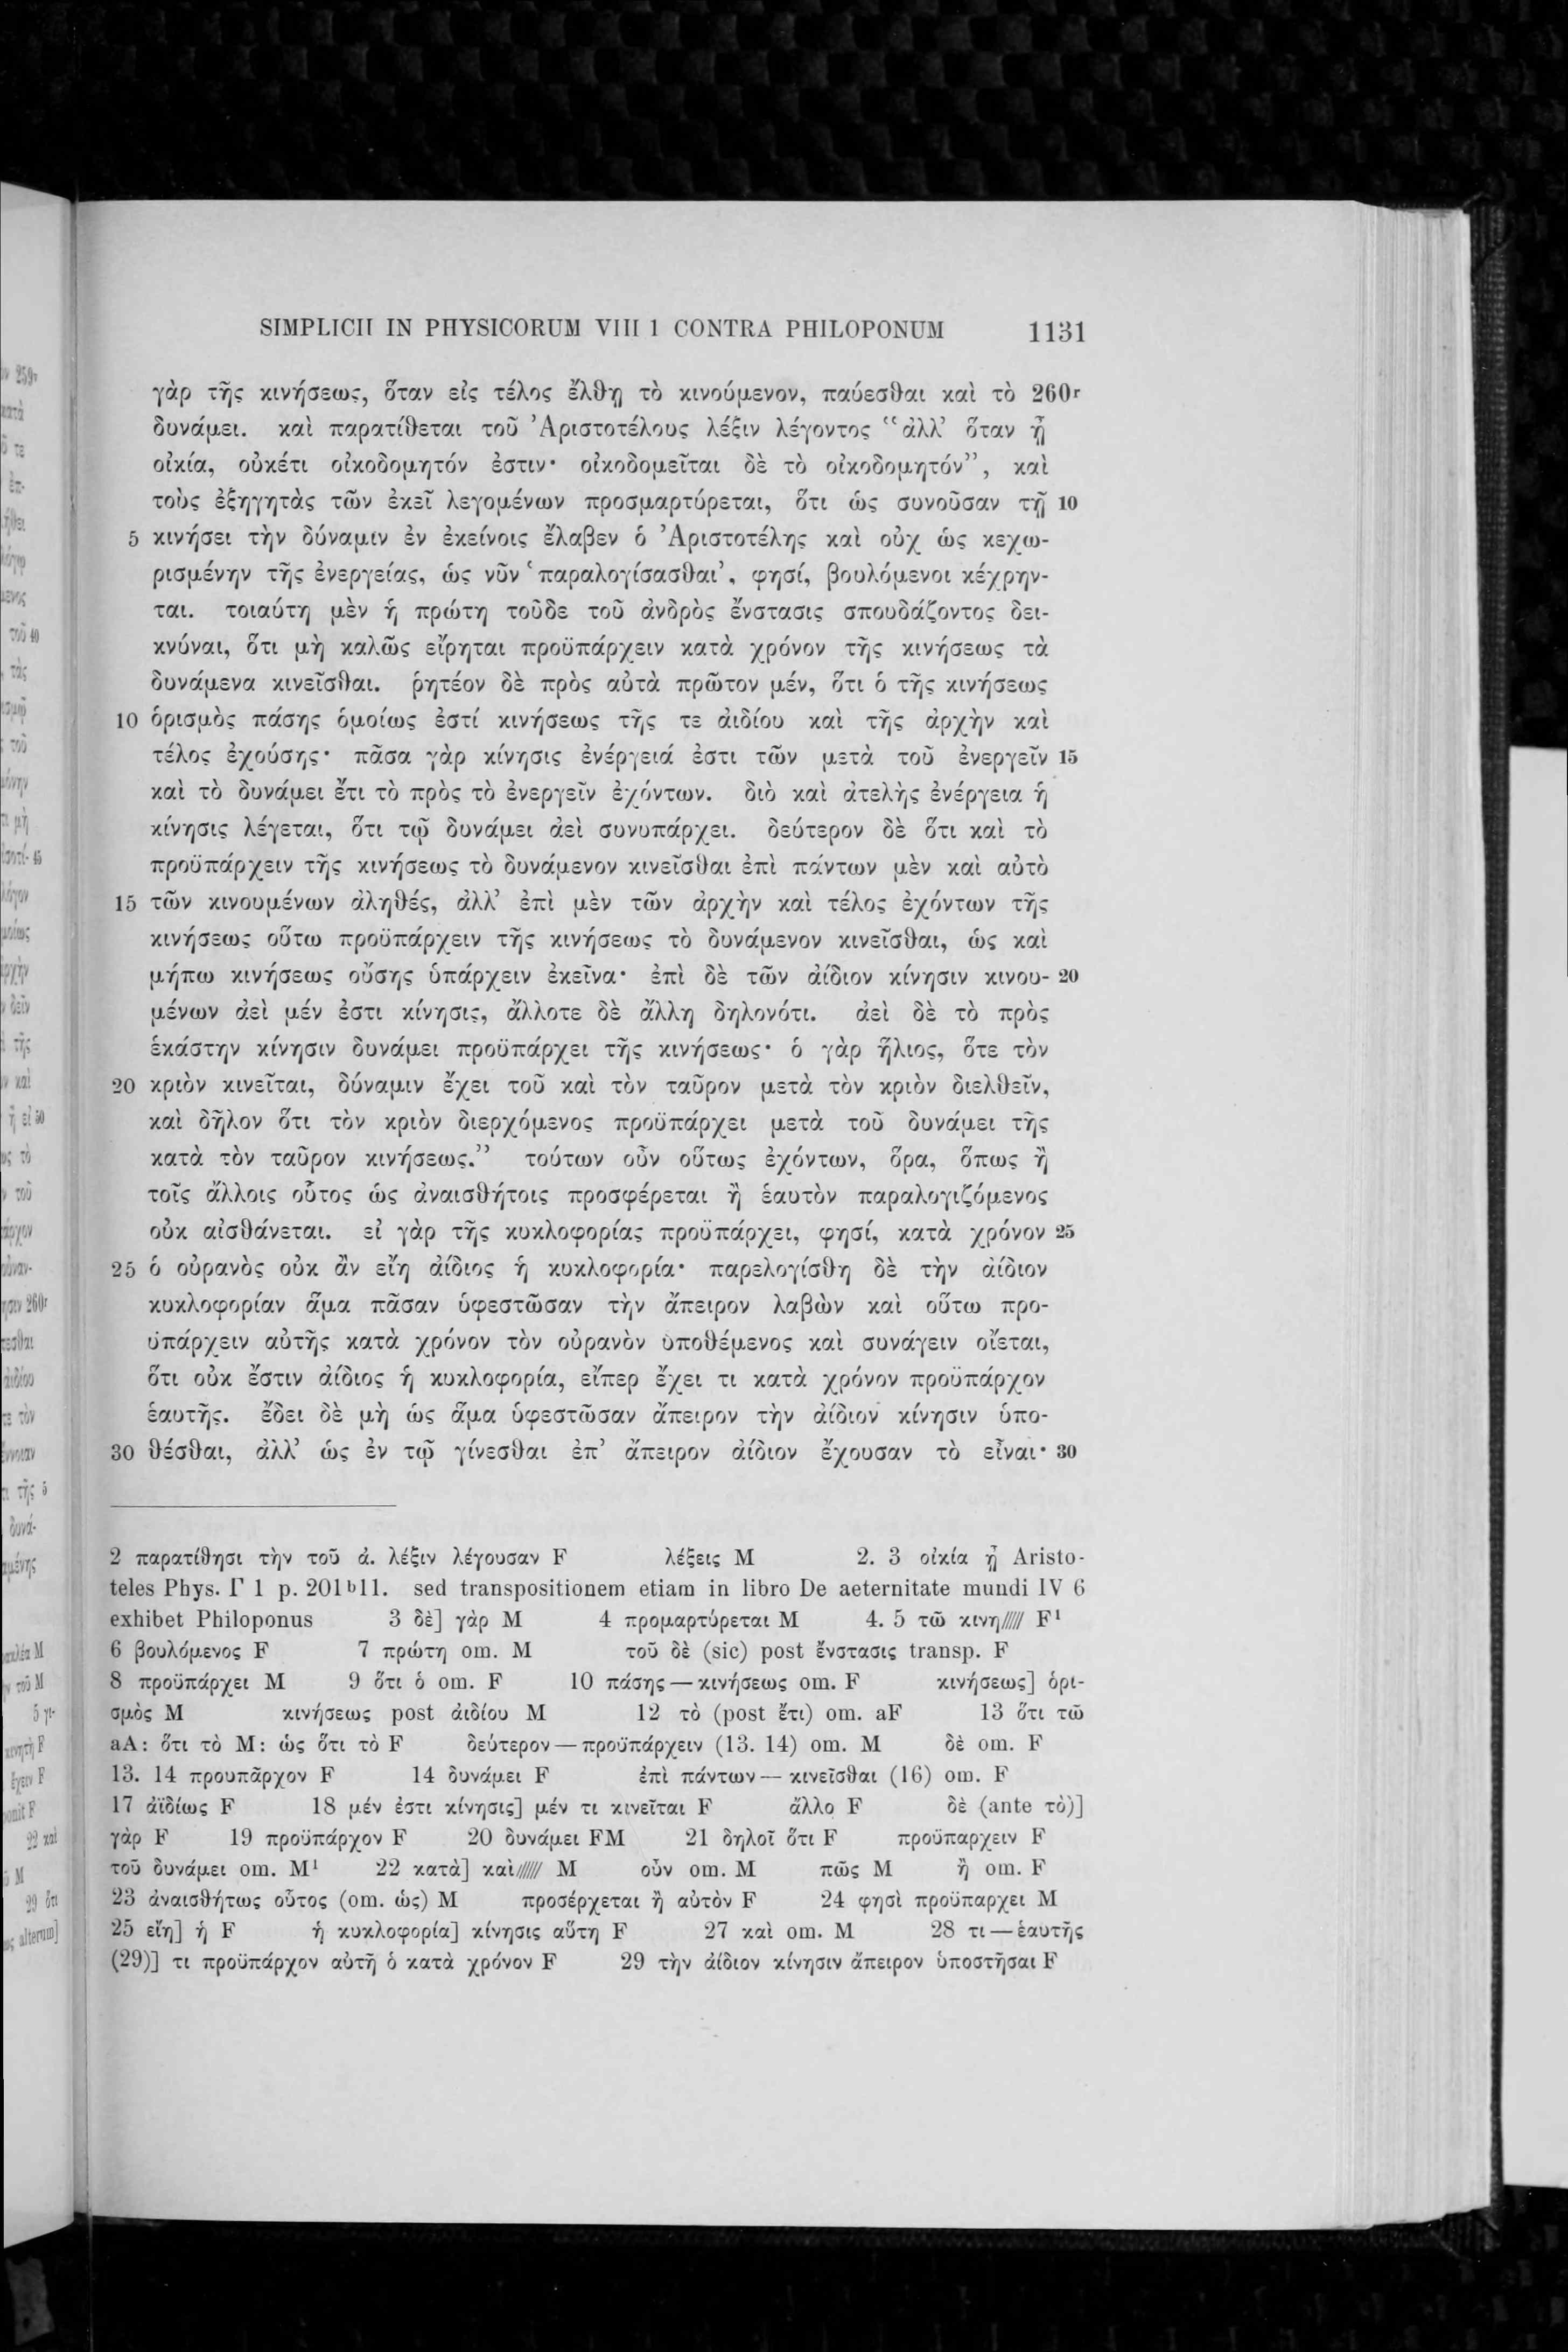 SIMPLICII IN PHYSICORUM VIII 1 CONTRA PHILOPONUM 1131
γὰρ τῆς κινήσεως, ὅταν εἰς τέλος ἔλθῃ τὸ κινούμενον, παύεσθαι καὶ τὸ 260r
δυνάμει. καὶ παρατίθεται τοῦ Ἀριστοτέλους λέξιν λέγοντος “ἀλλ’ ὅταν ᾖ
οἰκία, οὐκέτι οἰκοδομητόν ἐστιν· οἰκοδομεῖται δὲ τὸ οἰκοδομητόν”, καὶ
τοὺς ἐξηγητὰς τῶν ἐκεῖ λεγομένων προσμαρτύρεται, ὅτι ὡς συνοῦσαν τῇ 10
5 κινήσει τὴν δύναμιν ἐν ἐκείνοις ἔλαβεν ὁ Ἀριστοτέλης καὶ οὐχ ὡς κεχω-
ρισμένην τῆς ἐνεργείας, ὡς νῦν ‘παραλογίσασθαι’, φησί, βουλόμενοι κέχρην-
ται. τοιαύτη μὲν ἡ πρώτη τοῦδε τοῦ ἀνδρὸς ἔνστασις σπουδάζοντος δει-
κνύναι, ὅτι μὴ καλῶς εἴρηται προϋπάρχειν κατὰ χρόνον τῆς κινήσεως τὰ
δυνάμενα κινεῖσθαι. ῥητέον δὲ πρὸς αὐτὰ πρῶτον μέν, ὅτι ὁ τῆς κινήσεως
10 ὁρισμὸς πάσης ὁμοίως ἐστί κινήσεως τῆς τε ἀιδίου καὶ τῆς ἀρχὴν καὶ
τέλος ἐχούσης· πᾶσα γὰρ κίνησις ἐνέργειά ἐστι τῶν μετὰ τοῦ ἐνεργεῖν 15
καὶ τὸ δυνάμει ἔτι τὸ πρὸς τὸ ἐνεργεῖν ἐχόντων. διὸ καὶ ἀτελὴς ἐνέργεια ἡ
κίνησις λέγεται, ὅτι τῷ δυνάμει ἀεὶ συνυπάρχει. δεύτερον δὲ ὅτι καὶ τὸ
προϋπάρχειν τῆς κινήσεως τὸ δυνάμενον κινεῖσθαι ἐπὶ πάντων μὲν καὶ αὐτὸ
15 τῶν κινουμένων ἀληθές, ἀλλ’ ἐπὶ μὲν τῶν ἀρχὴν καὶ τέλος ἐχόντων τῆς
κινήσεως οὕτω προϋπάρχειν τῆς κινήσεως τὸ δυνάμενον κινεῖσθαι, ὡς καὶ
μήπω κινήσεως οὔσης ὑπάρχειν ἐκεῖνα· ἐπὶ δὲ τῶν ἀίδιον κίνησιν κινου- 20
μένων ἀεὶ μέν ἐστι κίνησις, ἄλλοτε δὲ ἄλλη δηλονότι. ἀεὶ δὲ τὸ πρὸς
ἑκάστην κίνησιν δυνάμει προϋπάρχει τῆς κινήσεως· ὁ γὰρ ἥλιος, ὅτε τὸν
20 κριὸν κινεῖται, δύναμιν ἔχει τοῦ καὶ τὸν ταῦρον μετὰ τὸν κριὸν διελθεῖν,
καὶ δῆλον ὅτι τὸν κριὸν διερχόμενος προϋπάρχει μετὰ τοῦ δυνάμει τῆς
κατὰ τὸν ταῦρον κινήσεως.” τούτων οὖν οὕτως ἐχόντων, ὅρα, ὅπως ἢ
τοῖς ἄλλοις οὗτος ὡς ἀναισθήτοις προσφέρεται ἢ ἑαυτὸν παραλογιζόμενος
οὐκ αἰσθάνεται. εἰ γὰρ τῆς κυκλοφορίας προϋπάρχει, φησί, κατὰ χρόνον 25
25 ὁ οὐρανὸς οὐκ ἂν εἴη ἀίδιος ἡ κυκλοφορία· παρελογίσθη δὲ τὴν ἀίδιον
κυκλοφορίαν ἅμα πᾶσαν ὑφεστῶσαν τὴν ἄπειρον λαβὼν καὶ οὕτω προ-
ϋπάρχειν αὐτῆς κατὰ χρόνον τὸν οὐρανὸν ὑποθέμενος καὶ συνάγειν οἴεται,
ὅτι οὐκ ἔστιν ἀίδιος ἡ κυκλοφορία, εἴπερ ἔχει τι κατὰ χρόνον προϋπάρχον
ἑαυτῆς. ἔδει δὲ μὴ ὡς ἅμα ὑφεστῶσαν ἄπειρον τὴν ἀίδιον κίνησιν ὑπο-
30 θέσθαι, ἀλλ’ ὡς ἐν τῷ γίνεσθαι ἐπ’ ἄπειρον ἀίδιον ἔχουσαν τὸ εἶναι· 30
2 παρατίθησι τὴν τοῦ ἀ. λέξιν λέγουσαν F λέξεις M 2. 3 οἰκία ᾖ Aristo-
teles Phys. Γ 1 p. 201b11. sed transpositionem etiam in libro De aeternitate mundi IV 6
exhibet Philoponus 3 δὲ] γὰρ M 4 προμαρτύρεται M 4. 5 τῶ κινη///// F1
6 βουλόμενος F 7 πρώτη om. M τοῦ δὲ (sic) post ἔνστασις transp. F
8 προϋπάρχει M 9 ὅτι ὁ om. F 10 πάσης — κινήσεως om. F κινήσεως] ὁρι-
σμὸς M κινήσεως post ἀιδίου M 12 τὸ (post ἔτι) om. aF 13 ὅτι τῶ
aA: ὅτι τὸ M: ὡς ὅτι τὸ F δεύτερον — προϋπάρχειν (13. 14) om. M δὲ om. F
13. 14 προυπᾶρχον F 14 δυνάμει F ἐπὶ πάντων — κινεῖσθαι (16) om. F
17 ἀϊδίως F 18 μέν ἐστι κίνησις] μέν τι κινεῖται F ἄλλο F δὲ (ante τὸ)]
γὰρ F 19 προϋπάρχον F 20 δυνάμει FM 21 δηλοῖ ὅτι F προϋπαρχειν F
τοῦ δυνάμει om. M1 22 κατὰ] καὶ////// M οὖν om. M πῶς M ἢ om. F
23 ἀναισθήτως οὗτος (om. ὡς) M προσέρχεται ἢ αὐτὸν F 24 φησὶ προϋπαρχει M
25 εἴη] ἡ F ἡ κυκλοφορία] κίνησις αὕτη F 27 καὶ om. M 28 τι — ἑαυτῆς
(29)] τι προϋπάρχον αὐτῆ ὁ κατὰ χρόνον F 29 τὴν ἀίδιον κίνησιν ἄπειρον ὑποστῆσαι F